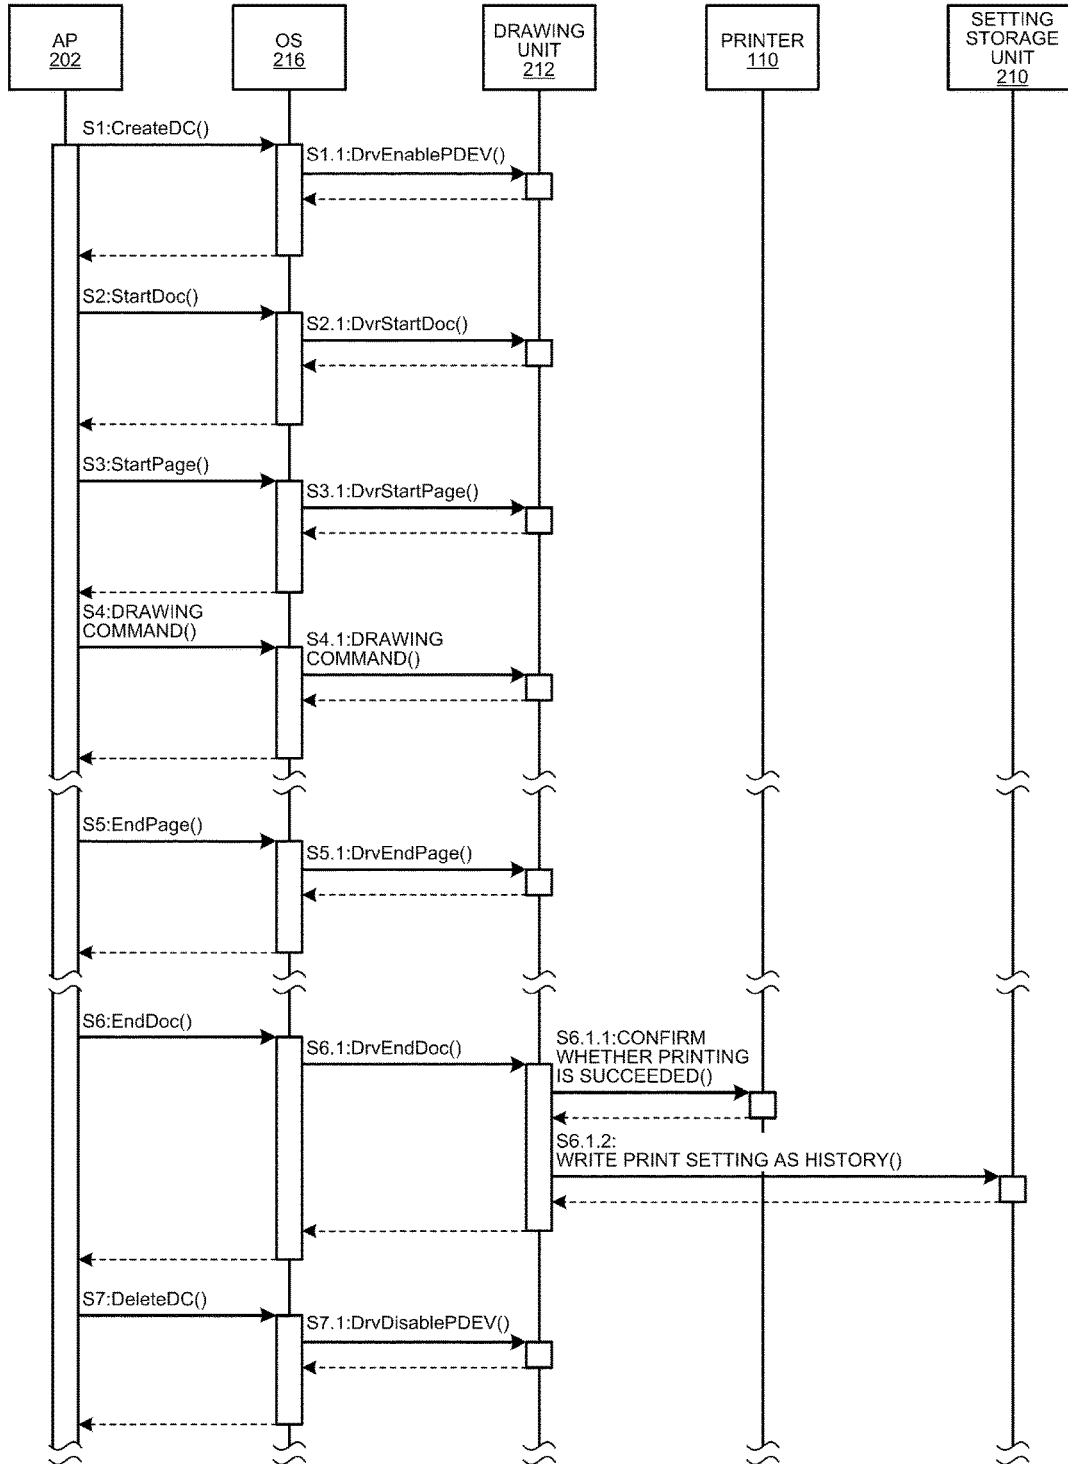 AP
202
OS
216
DRAWING
UNIT
212
PRINTER
110
SETTING
STORAGE
UNIT
210
S1:CreateDC()
S1.1:DrvEnablePDEV()
S2:StartDoc()
S2.1:DvrStartDoc()
S3:StartPage()
S3.1:DvrStartPage()
S4:DRAWING
COMMAND()
S4.1:DRAWING
COMMAND()
S5:EndPage()
S5.1:DrvEndPage()
S6:EndDoc()
S6.1:DrvEndDoc()
S6.1.1:CONFIRM
WHETHER PRINTING
IS SUCCEEDED()
S6.1.2:
WRITE PRINT SETTING AS HISTORY()
S7:DeleteDC()
S7.1:DrvDisablePDEV()